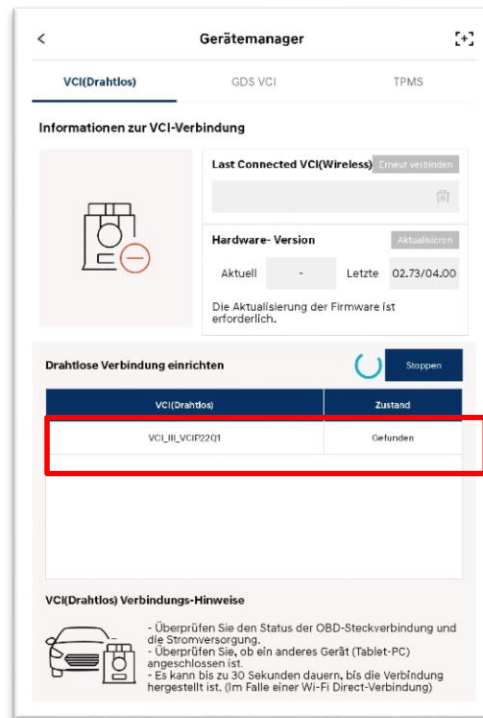 Gerätemanager
VCI(Drahtlos)
GDS VCI
TPMS
Informationen zur VCI-Verbindung
Last Connected VCI(Wireless)
Erneut verbinden
Hardware- Version
Aktualisieren
Aktuell - Letzte 02.73/04.00
Die Aktualisierung der Firmware ist
erforderlich.
Drahtlose Verbindung einrichten
Stoppen
VCI(Drahtlos) Zustand
VCI_III_VCIP22Q1 Gefunden
VCI(Drahtlos) Verbindungs-Hinweise
- Überprüfen Sie den Status der OBD-Steckverbindung und
die Stromversorgung.
- Überprüfen Sie, ob ein anderes Gerät (Tablet-PC)
angeschlossen ist.
- Es kann bis zu 30 Sekunden dauern, bis die Verbindung
hergestellt ist. (Im Falle einer Wi-Fi Direct-Verbindung)